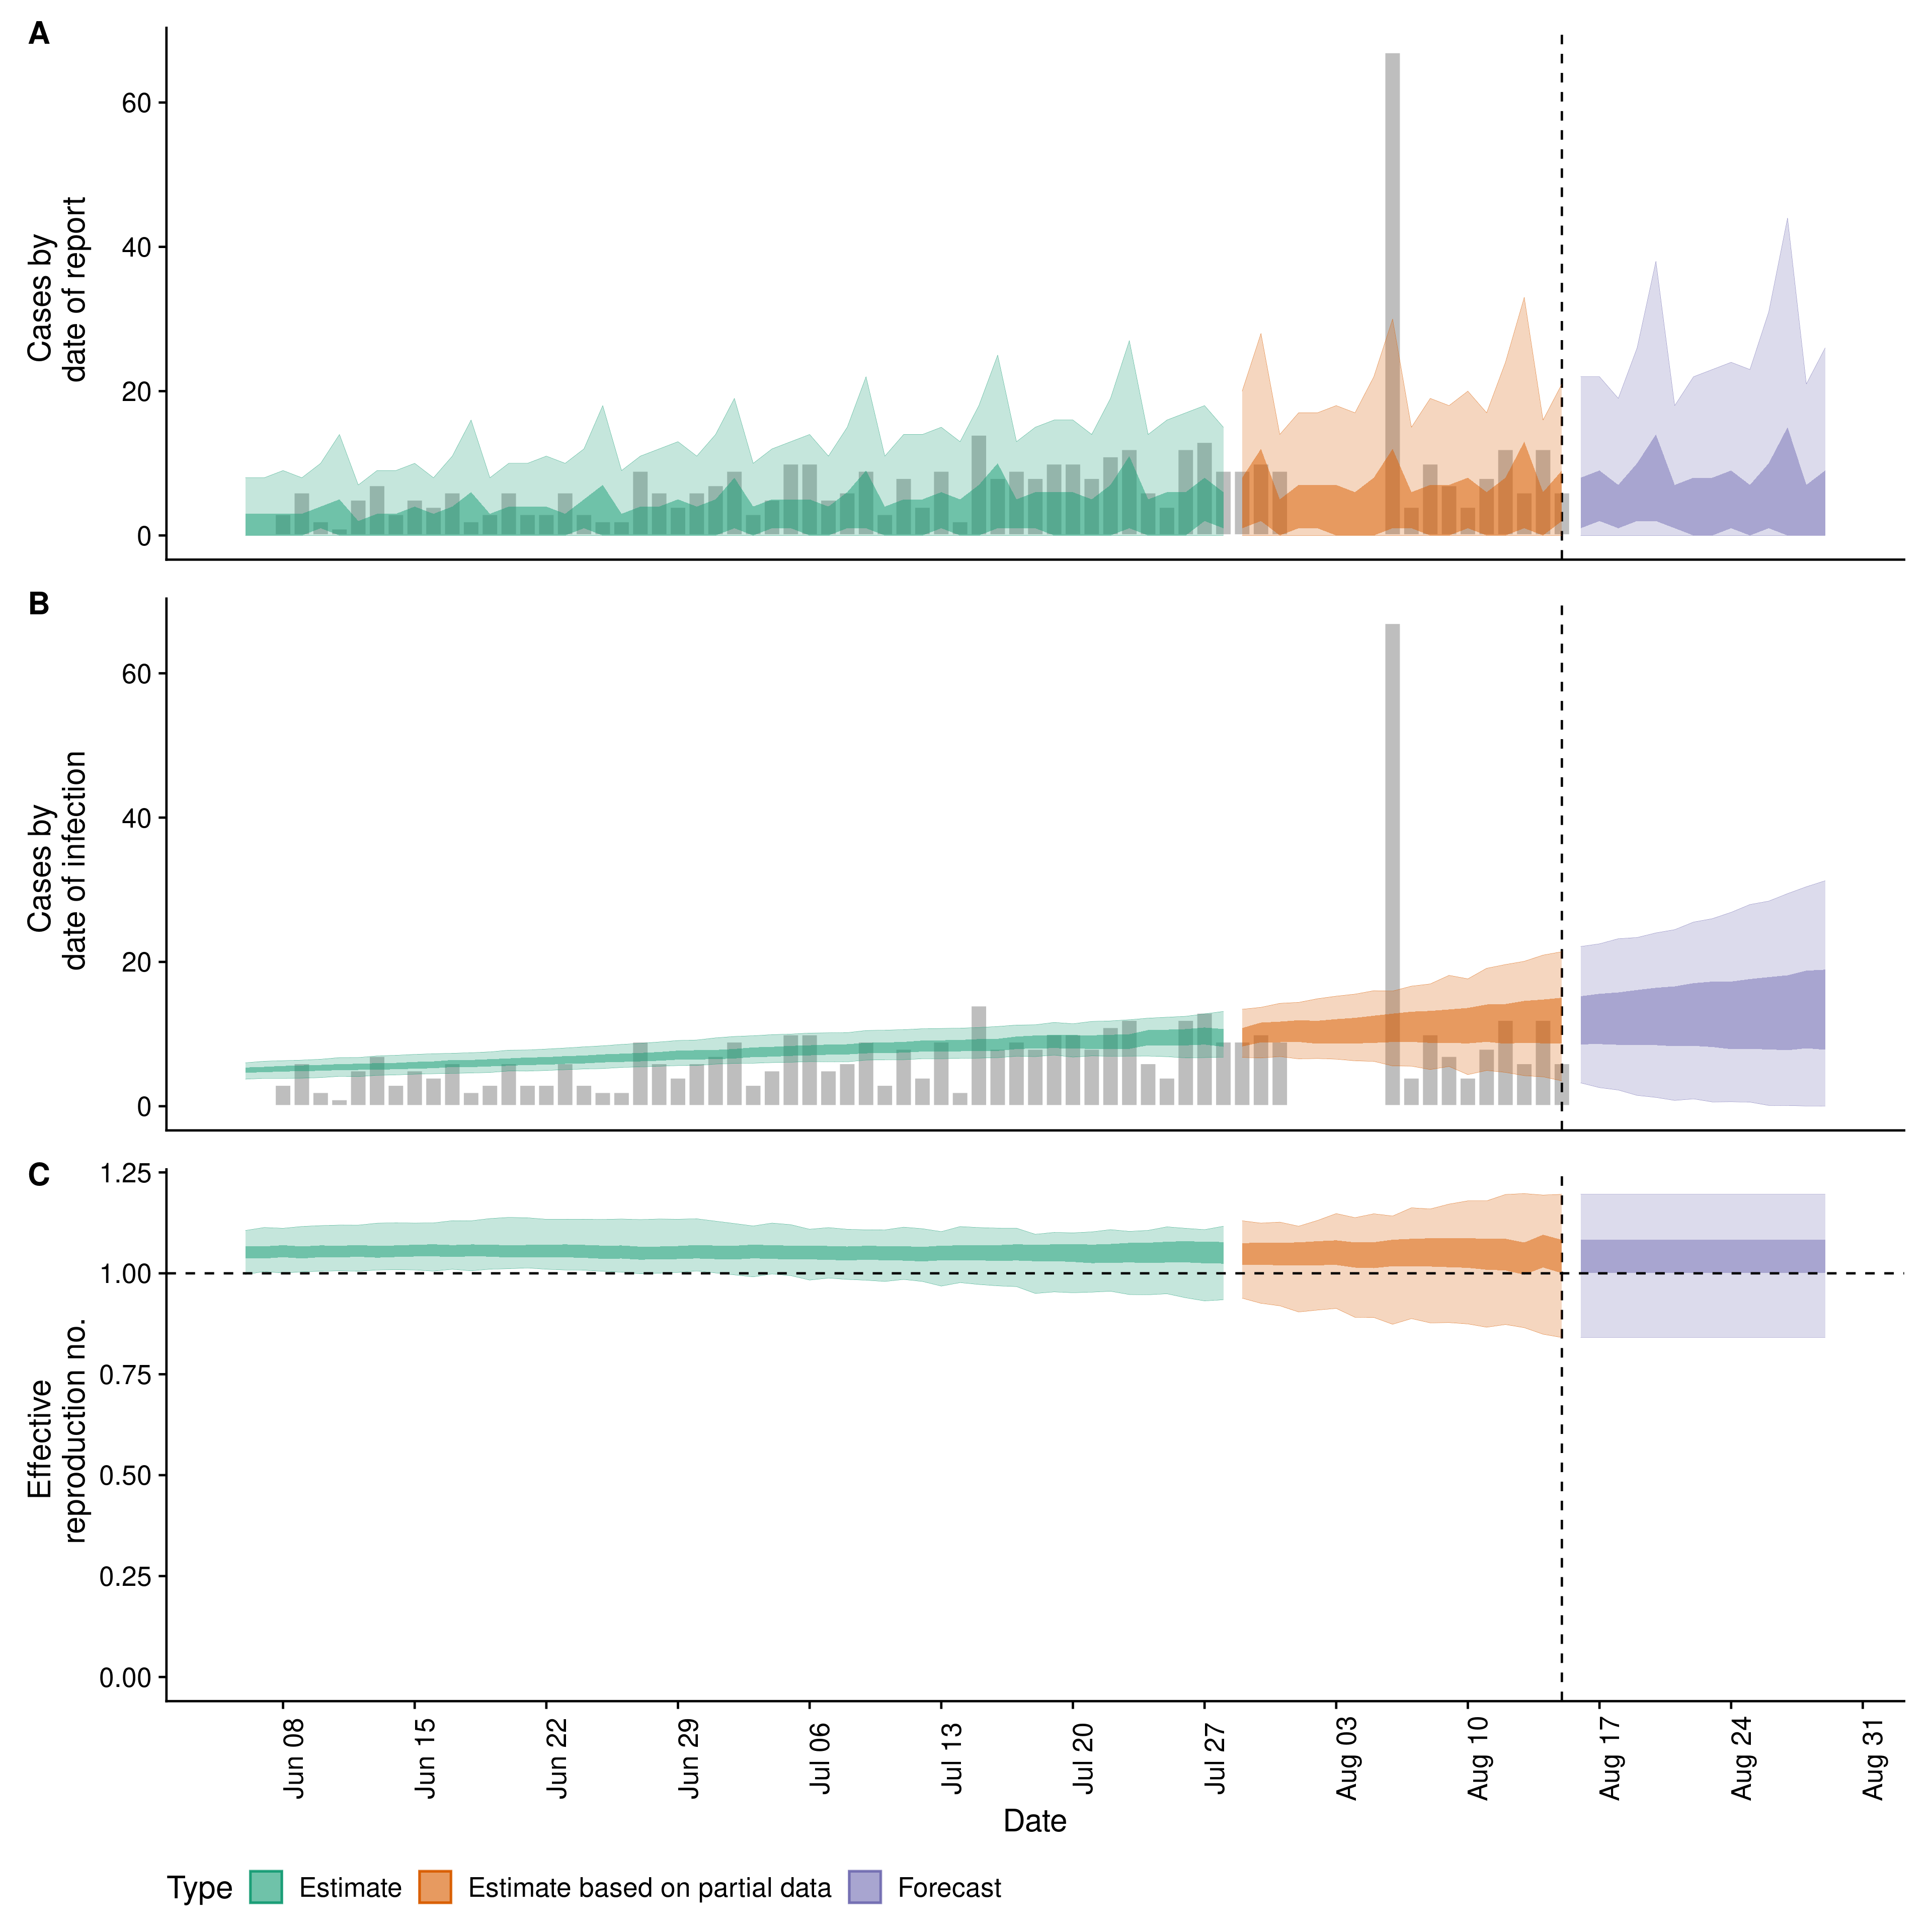 A
Cases by
date of report
60
40
20
0
B
Cases by
date of infection
60
40
20
0
C
Effective
reproduction no.
1.25
1.00
0.75
0.50
0.25
0.00
Jun 08
Jun 15
Jun 22
Jun 29
Jul 06
Jul 13
Jul 20
Jul 27
Aug 03
Aug 10
Aug 17
Aug 24
Aug 31
Date
Type Estimate Estimate based on partial data Forecast